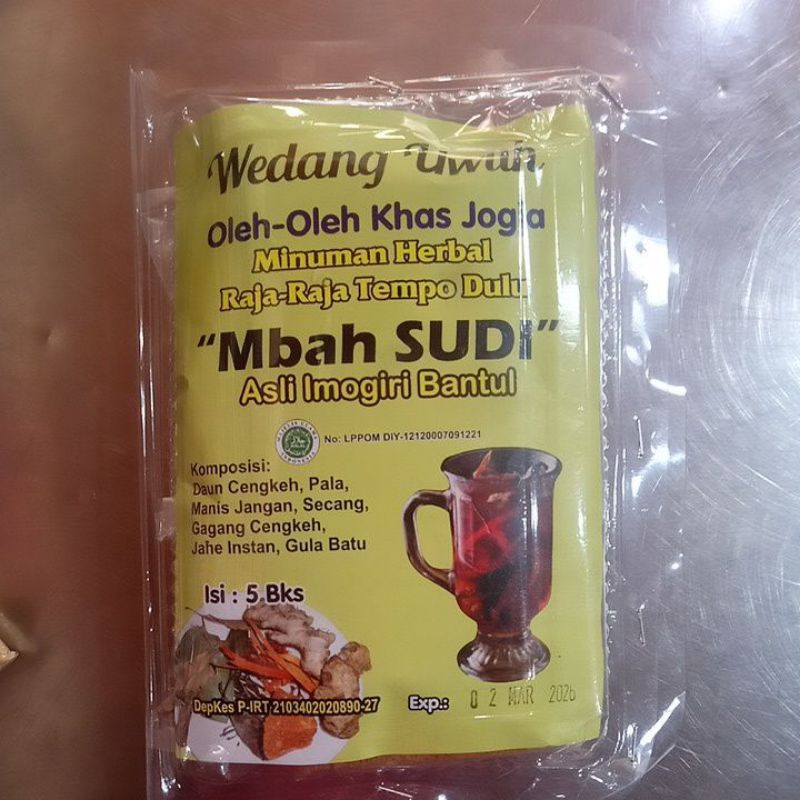 Wedang Uwuh
Oleh-Oleh Khas Jogja
Minuman Herbal
Raja-Raja Tempo Dulu
"Mbah SUDI"
Asli Imogiri Bantul
No: LPPOM DIY-12120007091221
Komposisi:
Daun Cengkeh, Pala,
Manis Jangan, Secang,
Gagang Cengkeh,
Jahe Instan, Gula Batu
Isi : 5 Bks
DepKes P-IRT 2103402020890-27
Exp.: 02 MAR 2026